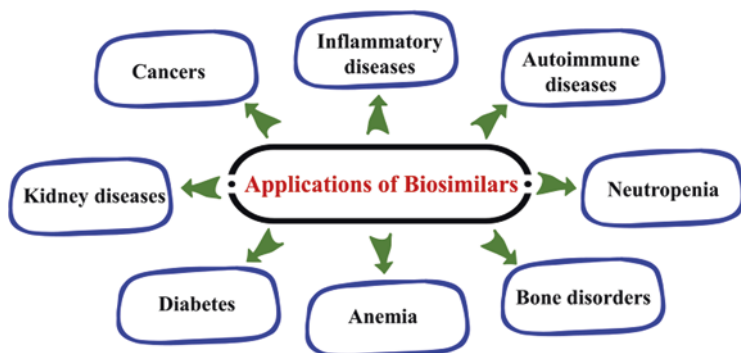 Inflammatory
diseases
Autoimmune
diseases
Cancers
Applications of Biosimilars
Kidney diseases
Neutropenia
Diabetes
Anemia
Bone disorders